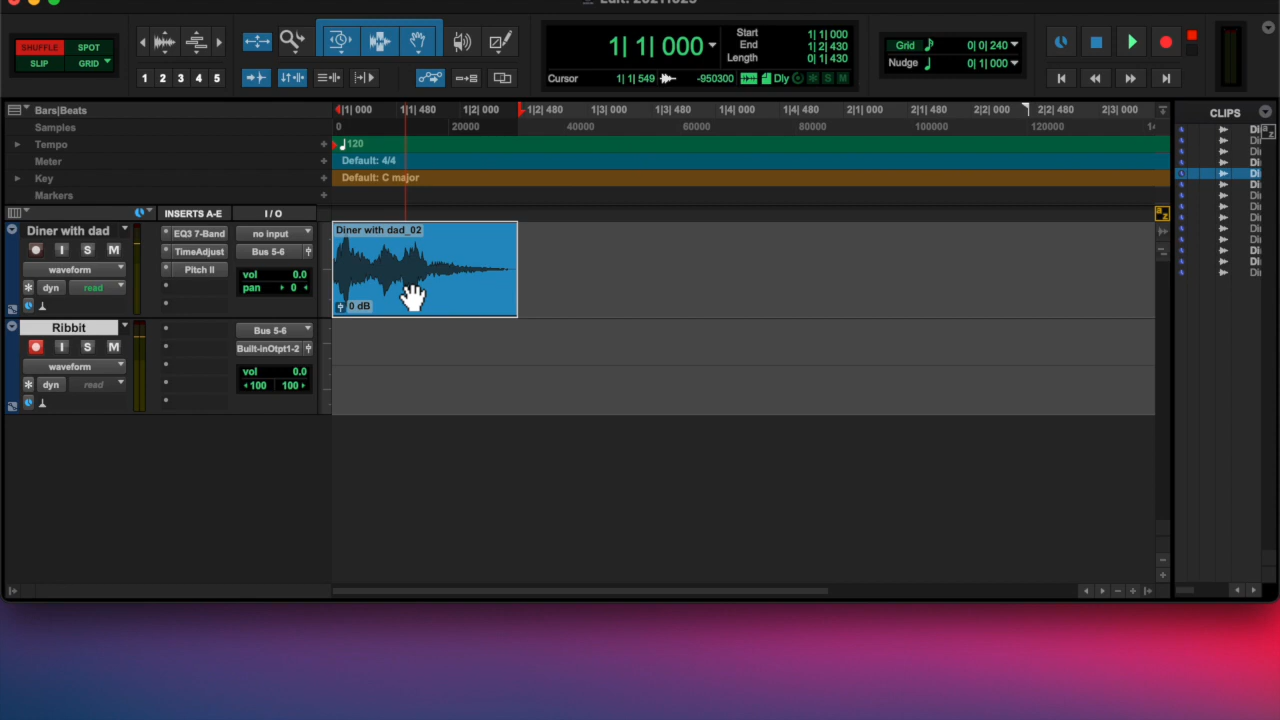 SHUFFLE SPOT
SLIP GRID
1 2 3 4 5
1| 1| 000
Start 1| 1| 000
End 1| 2| 430
Length 0| 1| 430
Cursor 1| 1| 549 -950300 Dly S M
Grid 0| 0| 240
Nudge 0| 1| 000
Bars|Beats
1| 000 1|1| 480 1|2| 000 1|2| 480 1|3| 000 1|3| 480 1|4| 000 1|4| 480 2|1| 000 2|1| 480 2|2| 000 2|2| 480 2|3| 000
Samples
0 20000 40000 60000 80000 100000 120000
Tempo
120
Meter
Default: 4/4
Key
Default: C major
Markers
CLIPS
INSERTS A-E I / O
Diner with dad
I S M
waveform
dyn read
EQ3 7-Band
TimeAdjust
Pitch II
no input
Bus 5-6
vol 0.0
pan 0
Diner with dad_02
0 dB
Ribbit
I S M
waveform
dyn read
Bus 5-6
Built-inOtpt1-2
vol 0.0
100 100